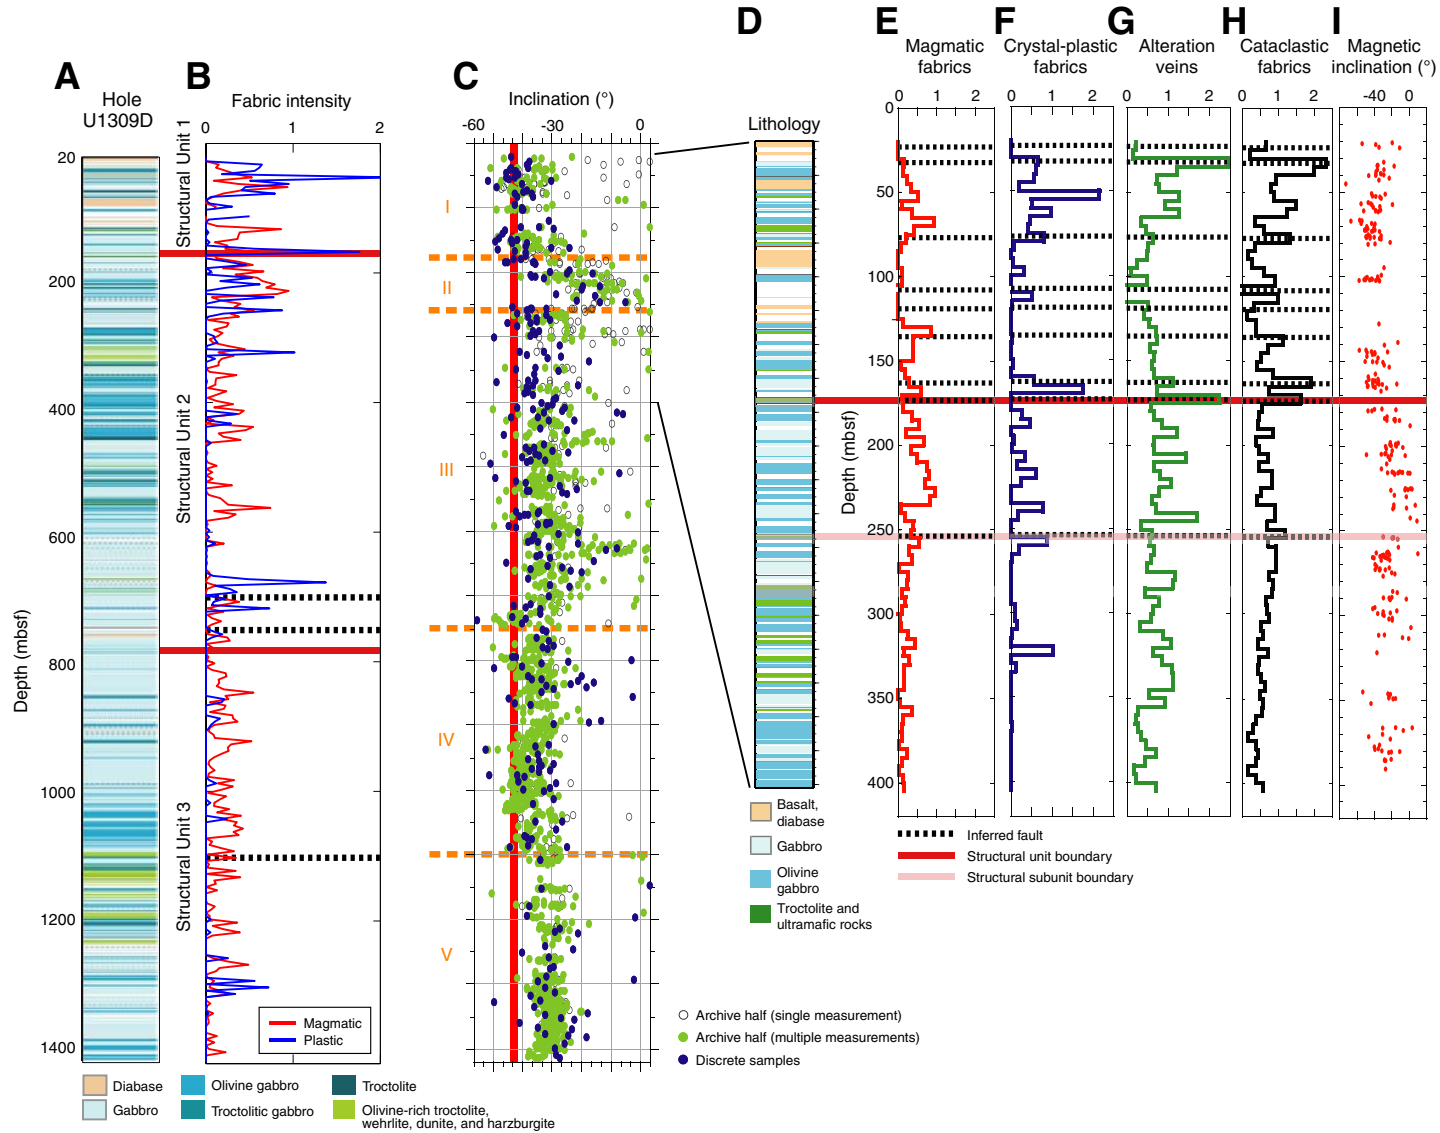 A
Hole
U1309D
20
200
400
600
800
1000
1200
1400
Depth (mbsf)
Diabase
Gabbro
Olivine gabbro
Troctolitic gabbro
Troctolite
Olivine-rich troctolite,
wehrlite, dunite, and harzburgite
B
Fabric intensity
0 1 2
Structural Unit 1
Structural Unit 2
Structural Unit 3
Magmatic
Plastic
C
Inclination (°)
-60 -30 0
I
II
III
IV
V
Archive half (single measurement)
Archive half (multiple measurements)
Discrete samples
D
Lithology
Basalt,
diabase
Gabbro
Olivine
gabbro
Troctolite and
ultramafic rocks
E
Magmatic
fabrics
0 1 2
0
50
100
150
200
250
300
350
400
Depth (mbsf)
F
Crystal-plastic
fabrics
0 1 2
G
Alteration
veins
0 1 2
H
Cataclastic
fabrics
0 1 2
I
Magnetic
inclination (°)
-40 0
Inferred fault
Structural unit boundary
Structural subunit boundary